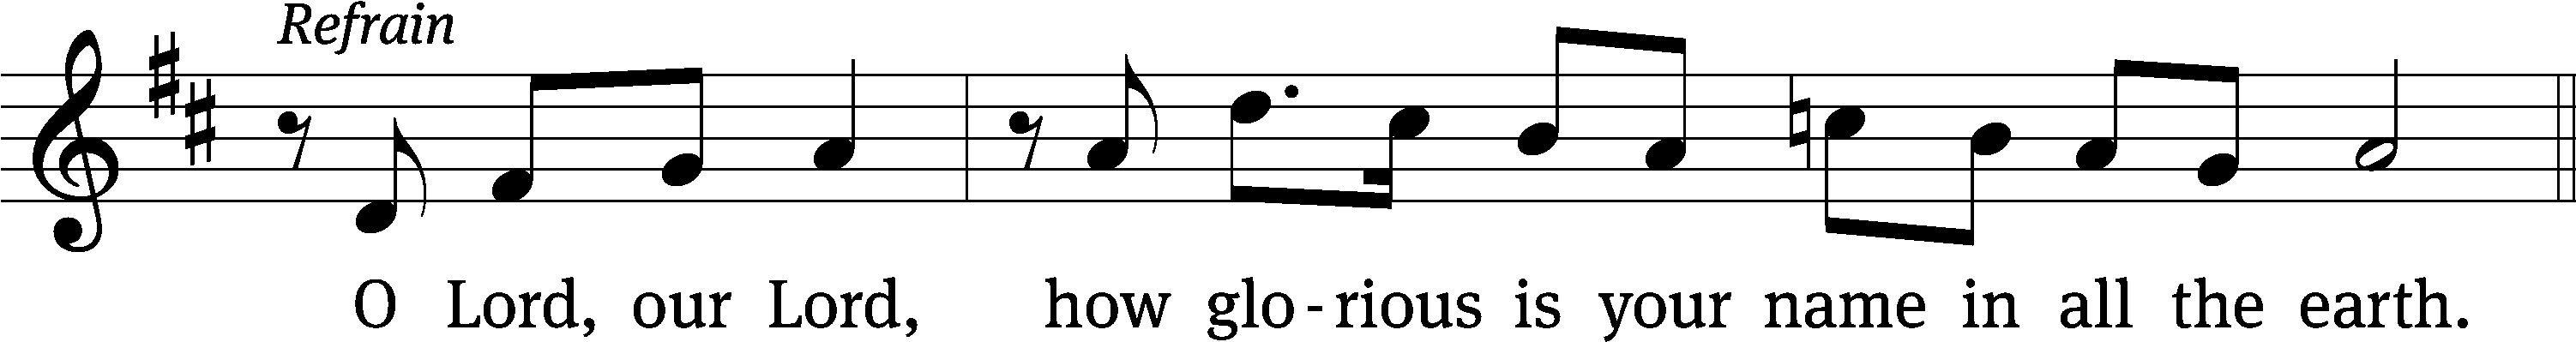 Refrain
O Lord, our Lord, how glo - rious is your name in all the earth.